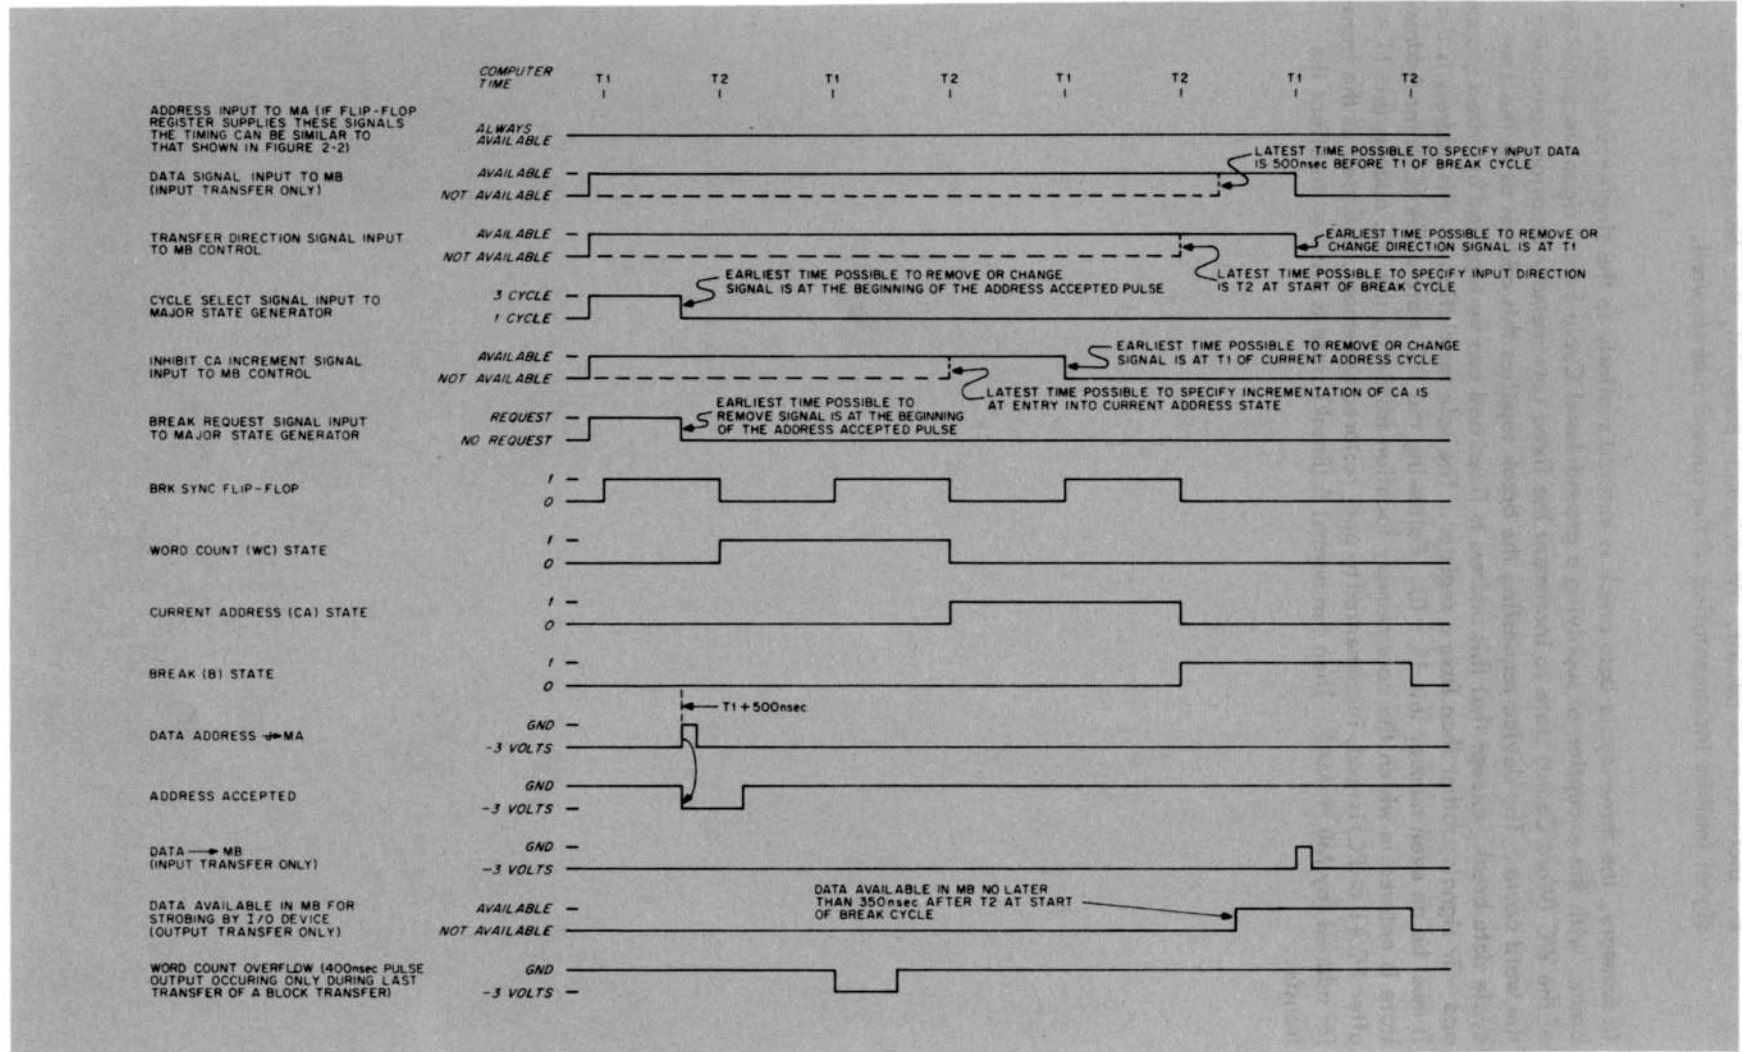 COMPUTER
TIME
T1 T2 T1 T2 T1 T2 T1 T2
ADDRESS INPUT TO MA (IF FLIP-FLOP
REGISTER SUPPLIES THESE SIGNALS
THE TIMING CAN BE SIMILAR TO
THAT SHOWN IN FIGURE 2-2)
ALWAYS
AVAILABLE
DATA SIGNAL INPUT TO MB
(INPUT TRANSFER ONLY)
AVAILABLE
NOT AVAILABLE
LATEST TIME POSSIBLE TO SPECIFY INPUT DATA
IS 500nsec BEFORE T1 OF BREAK CYCLE
TRANSFER DIRECTION SIGNAL INPUT
TO MB CONTROL
AVAILABLE
NOT AVAILABLE
EARLIEST TIME POSSIBLE TO REMOVE OR
CHANGE DIRECTION SIGNAL IS AT T1
LATEST TIME POSSIBLE TO SPECIFY INPUT DIRECTION
IS T2 AT START OF BREAK CYCLE
CYCLE SELECT SIGNAL INPUT TO
MAJOR STATE GENERATOR
3 CYCLE
1 CYCLE
EARLIEST TIME POSSIBLE TO REMOVE OR CHANGE
SIGNAL IS AT THE BEGINNING OF THE ADDRESS ACCEPTED PULSE
INHIBIT CA INCREMENT SIGNAL
INPUT TO MB CONTROL
AVAILABLE
NOT AVAILABLE
EARLIEST TIME POSSIBLE TO REMOVE OR CHANGE
SIGNAL IS AT T1 OF CURRENT ADDRESS CYCLE
LATEST TIME POSSIBLE TO SPECIFY INCREMENTATION OF CA IS
AT ENTRY INTO CURRENT ADDRESS STATE
BREAK REQUEST SIGNAL INPUT
TO MAJOR STATE GENERATOR
REQUEST
NO REQUEST
EARLIEST TIME POSSIBLE TO
REMOVE SIGNAL IS AT THE BEGINNING
OF THE ADDRESS ACCEPTED PULSE
BRK SYNC FLIP-FLOP
1
0
WORD COUNT (WC) STATE
1
0
CURRENT ADDRESS (CA) STATE
1
0
BREAK (B) STATE
1
0
T1 + 500nsec
DATA ADDRESS → MA
GND
-3 VOLTS
ADDRESS ACCEPTED
GND
-3 VOLTS
DATA → MB
(INPUT TRANSFER ONLY)
GND
-3 VOLTS
DATA AVAILABLE IN MB FOR
STROBING BY I/O DEVICE
(OUTPUT TRANSFER ONLY)
AVAILABLE
NOT AVAILABLE
DATA AVAILABLE IN MB NO LATER
THAN 350nsec AFTER T2 AT START
OF BREAK CYCLE
WORD COUNT OVERFLOW (400nsec PULSE
OUTPUT OCCURING ONLY DURING LAST
TRANSFER OF A BLOCK TRANSFER)
GND
-3 VOLTS